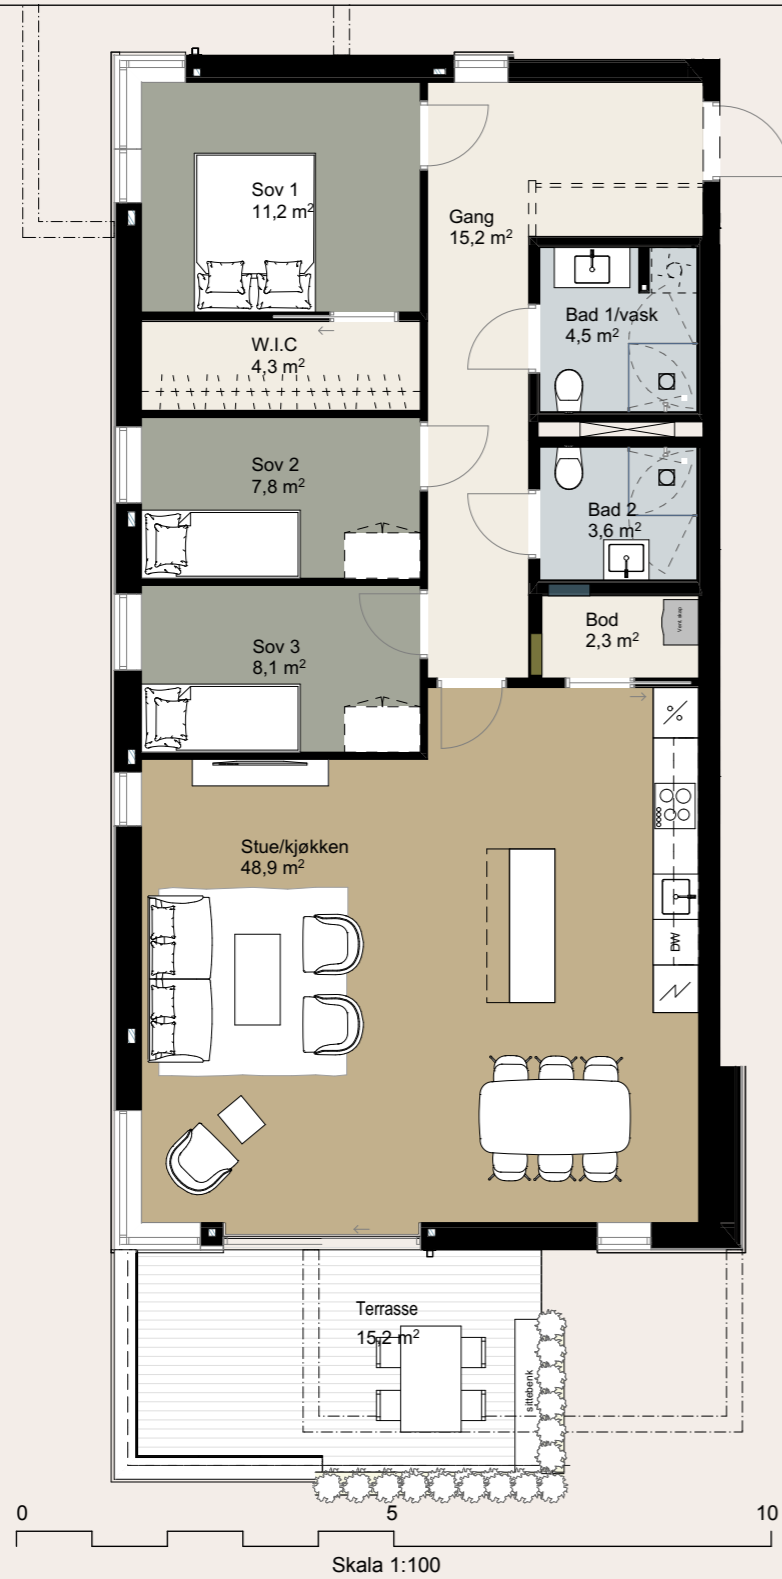 Sov 1
11,2 m²
Gang
15,2 m²
Bad 1/vask
4,5 m²
W.I.C
4,3 m²
Sov 2
7,8 m²
Bad 2
3,6 m²
Bod
2,3 m²
Vent. skap
Sov 3
8,1 m²
Stue/kjøkken
48,9 m²
DW
Terrasse
15,2 m²
sittebenk
0 5 10
Skala 1:100